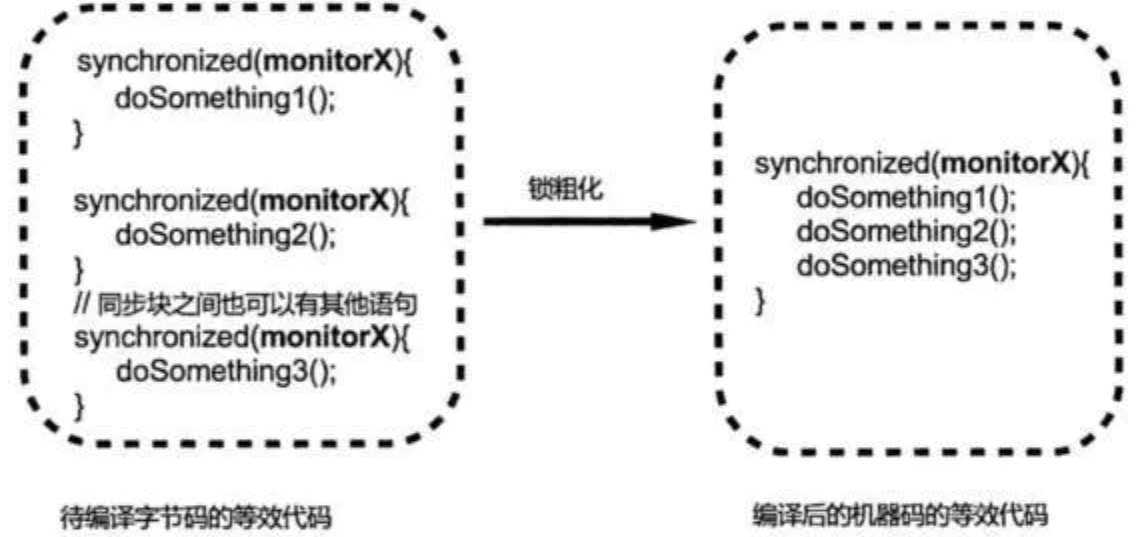 synchronized(monitorX){
doSomething1();
}
synchronized(monitorX){
doSomething2();
}
// 同步块之间也可以有其他语句
synchronized(monitorX){
doSomething3();
}
锁粗化
synchronized(monitorX){
doSomething1();
doSomething2();
doSomething3();
}
待编译字节码的等效代码
编译后的机器码的等效代码